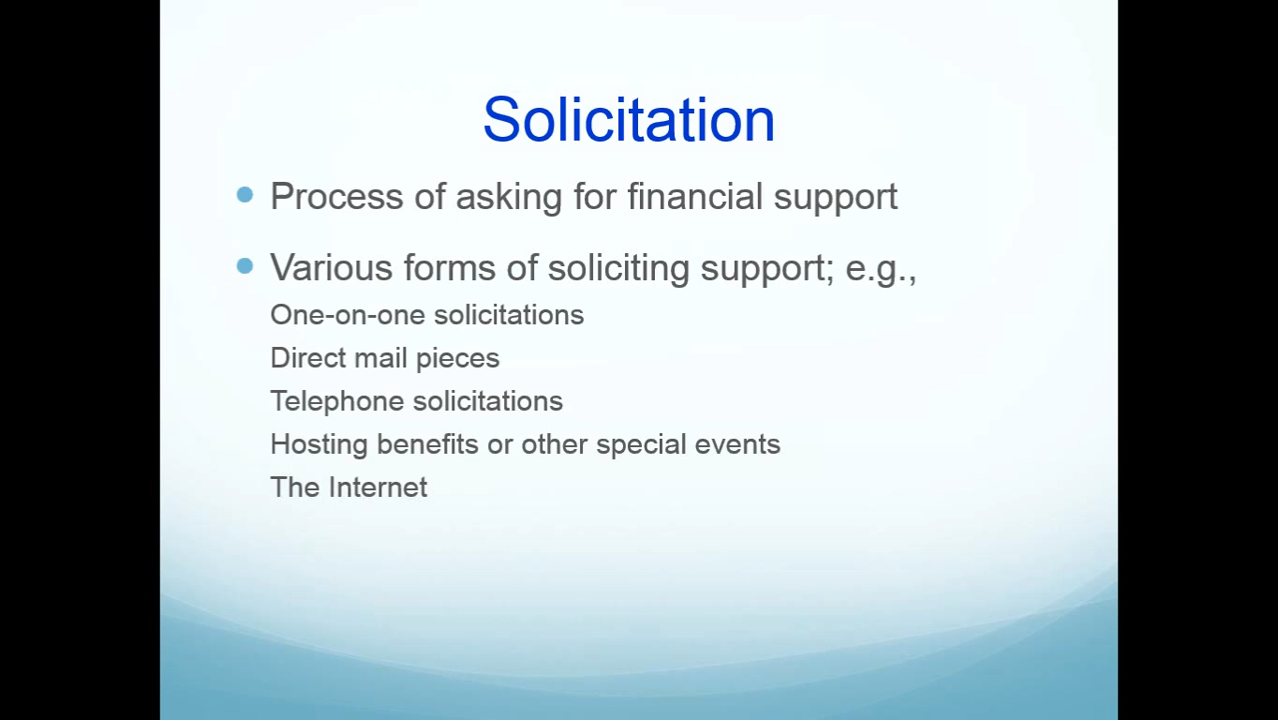 Solicitation
Process of asking for financial support
Various forms of soliciting support; e.g.,
One-on-one solicitations
Direct mail pieces
Telephone solicitations
Hosting benefits or other special events
The Internet